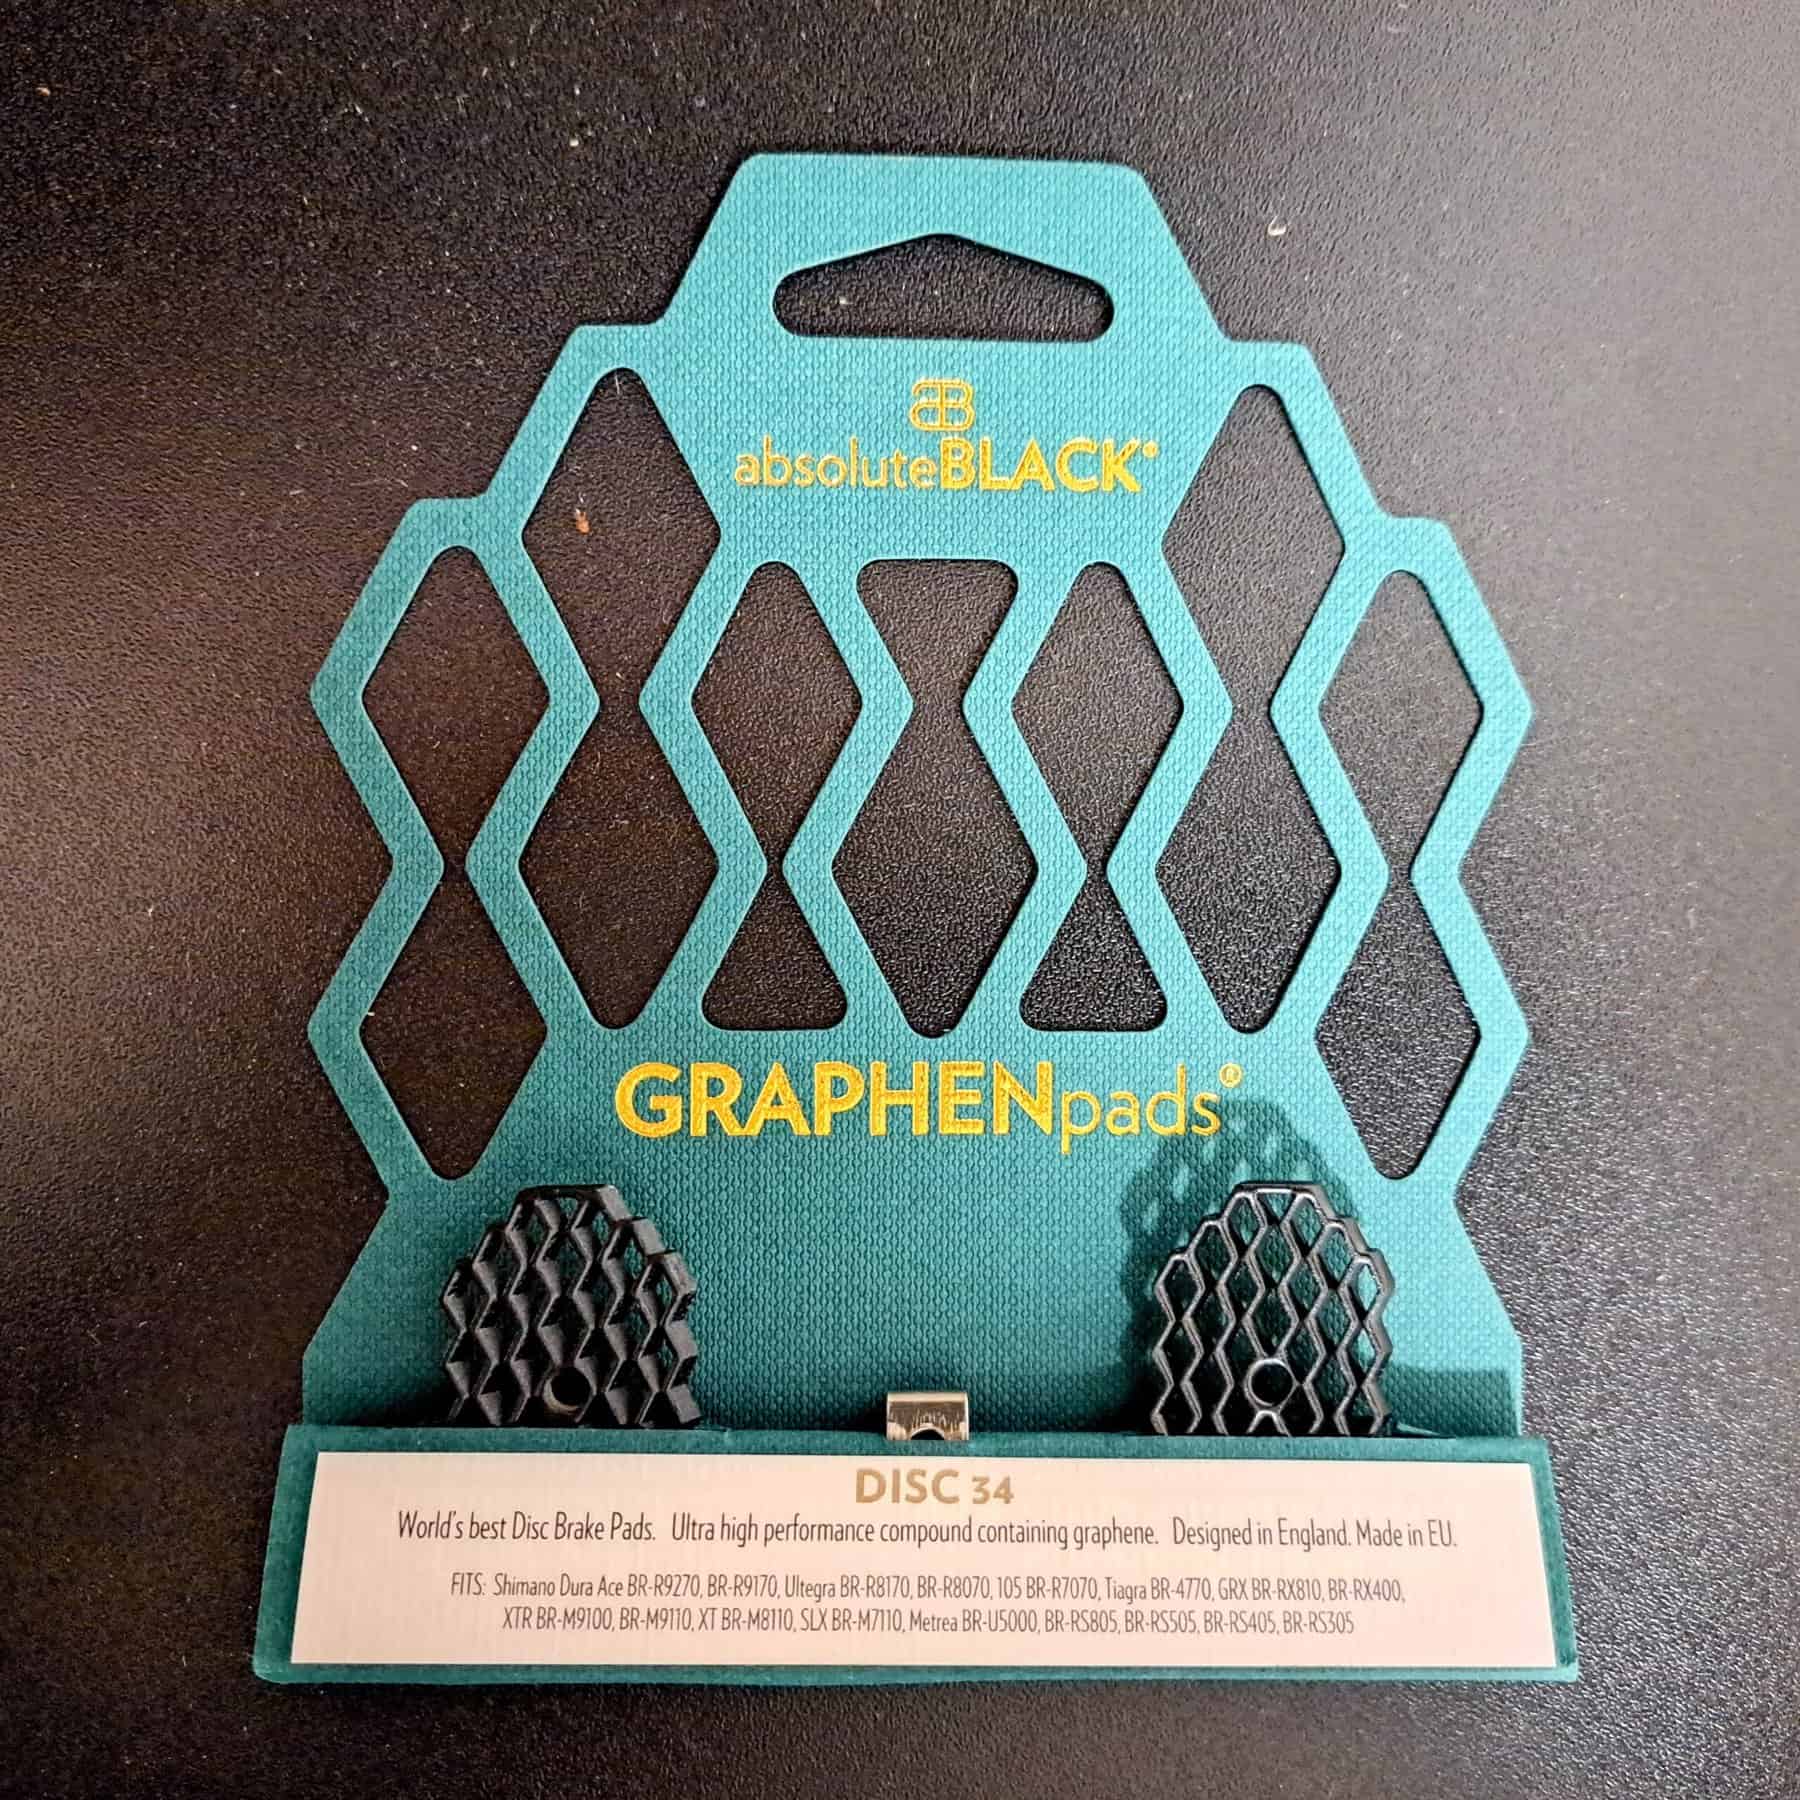 aB
absoluteBLACK®
GRAPHENpads®
DISC 34
World's best Disc Brake Pads. Ultra high performance compound containing graphene. Designed in England. Made in EU.
FITS: Shimano Dura Ace BR-R9270, BR-R9170, Ultegra BR-R8170, BR-R8070, 105 BR-R7070, Tiagra BR-4770, GRX BR-RX810, BR-RX400,
XTR BR-M9100, BR-M9110, XT BR-M8110, SLX BR-M7110, Metrea BR-U5000, BR-RS805, BR-RS505, BR-RS405, BR-RS305